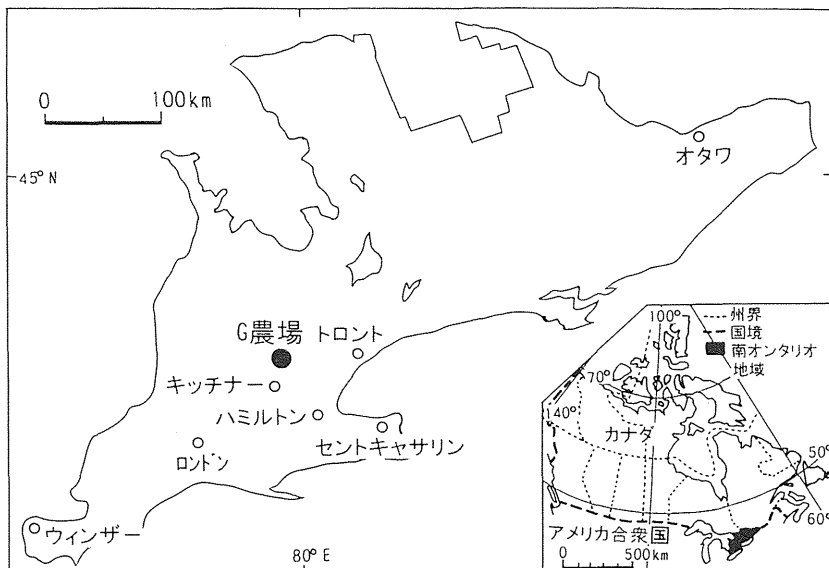 0 100km
オタワ
45°N
G農場 トロント
キッチナー
ハミルトン
セントキャサリン
ロンドン
ウィンザー
80°E
100°
州界
国境
南オンタリオ
地域
70°
140°
カナダ
50°
60°
アメリカ合衆国
0 500km